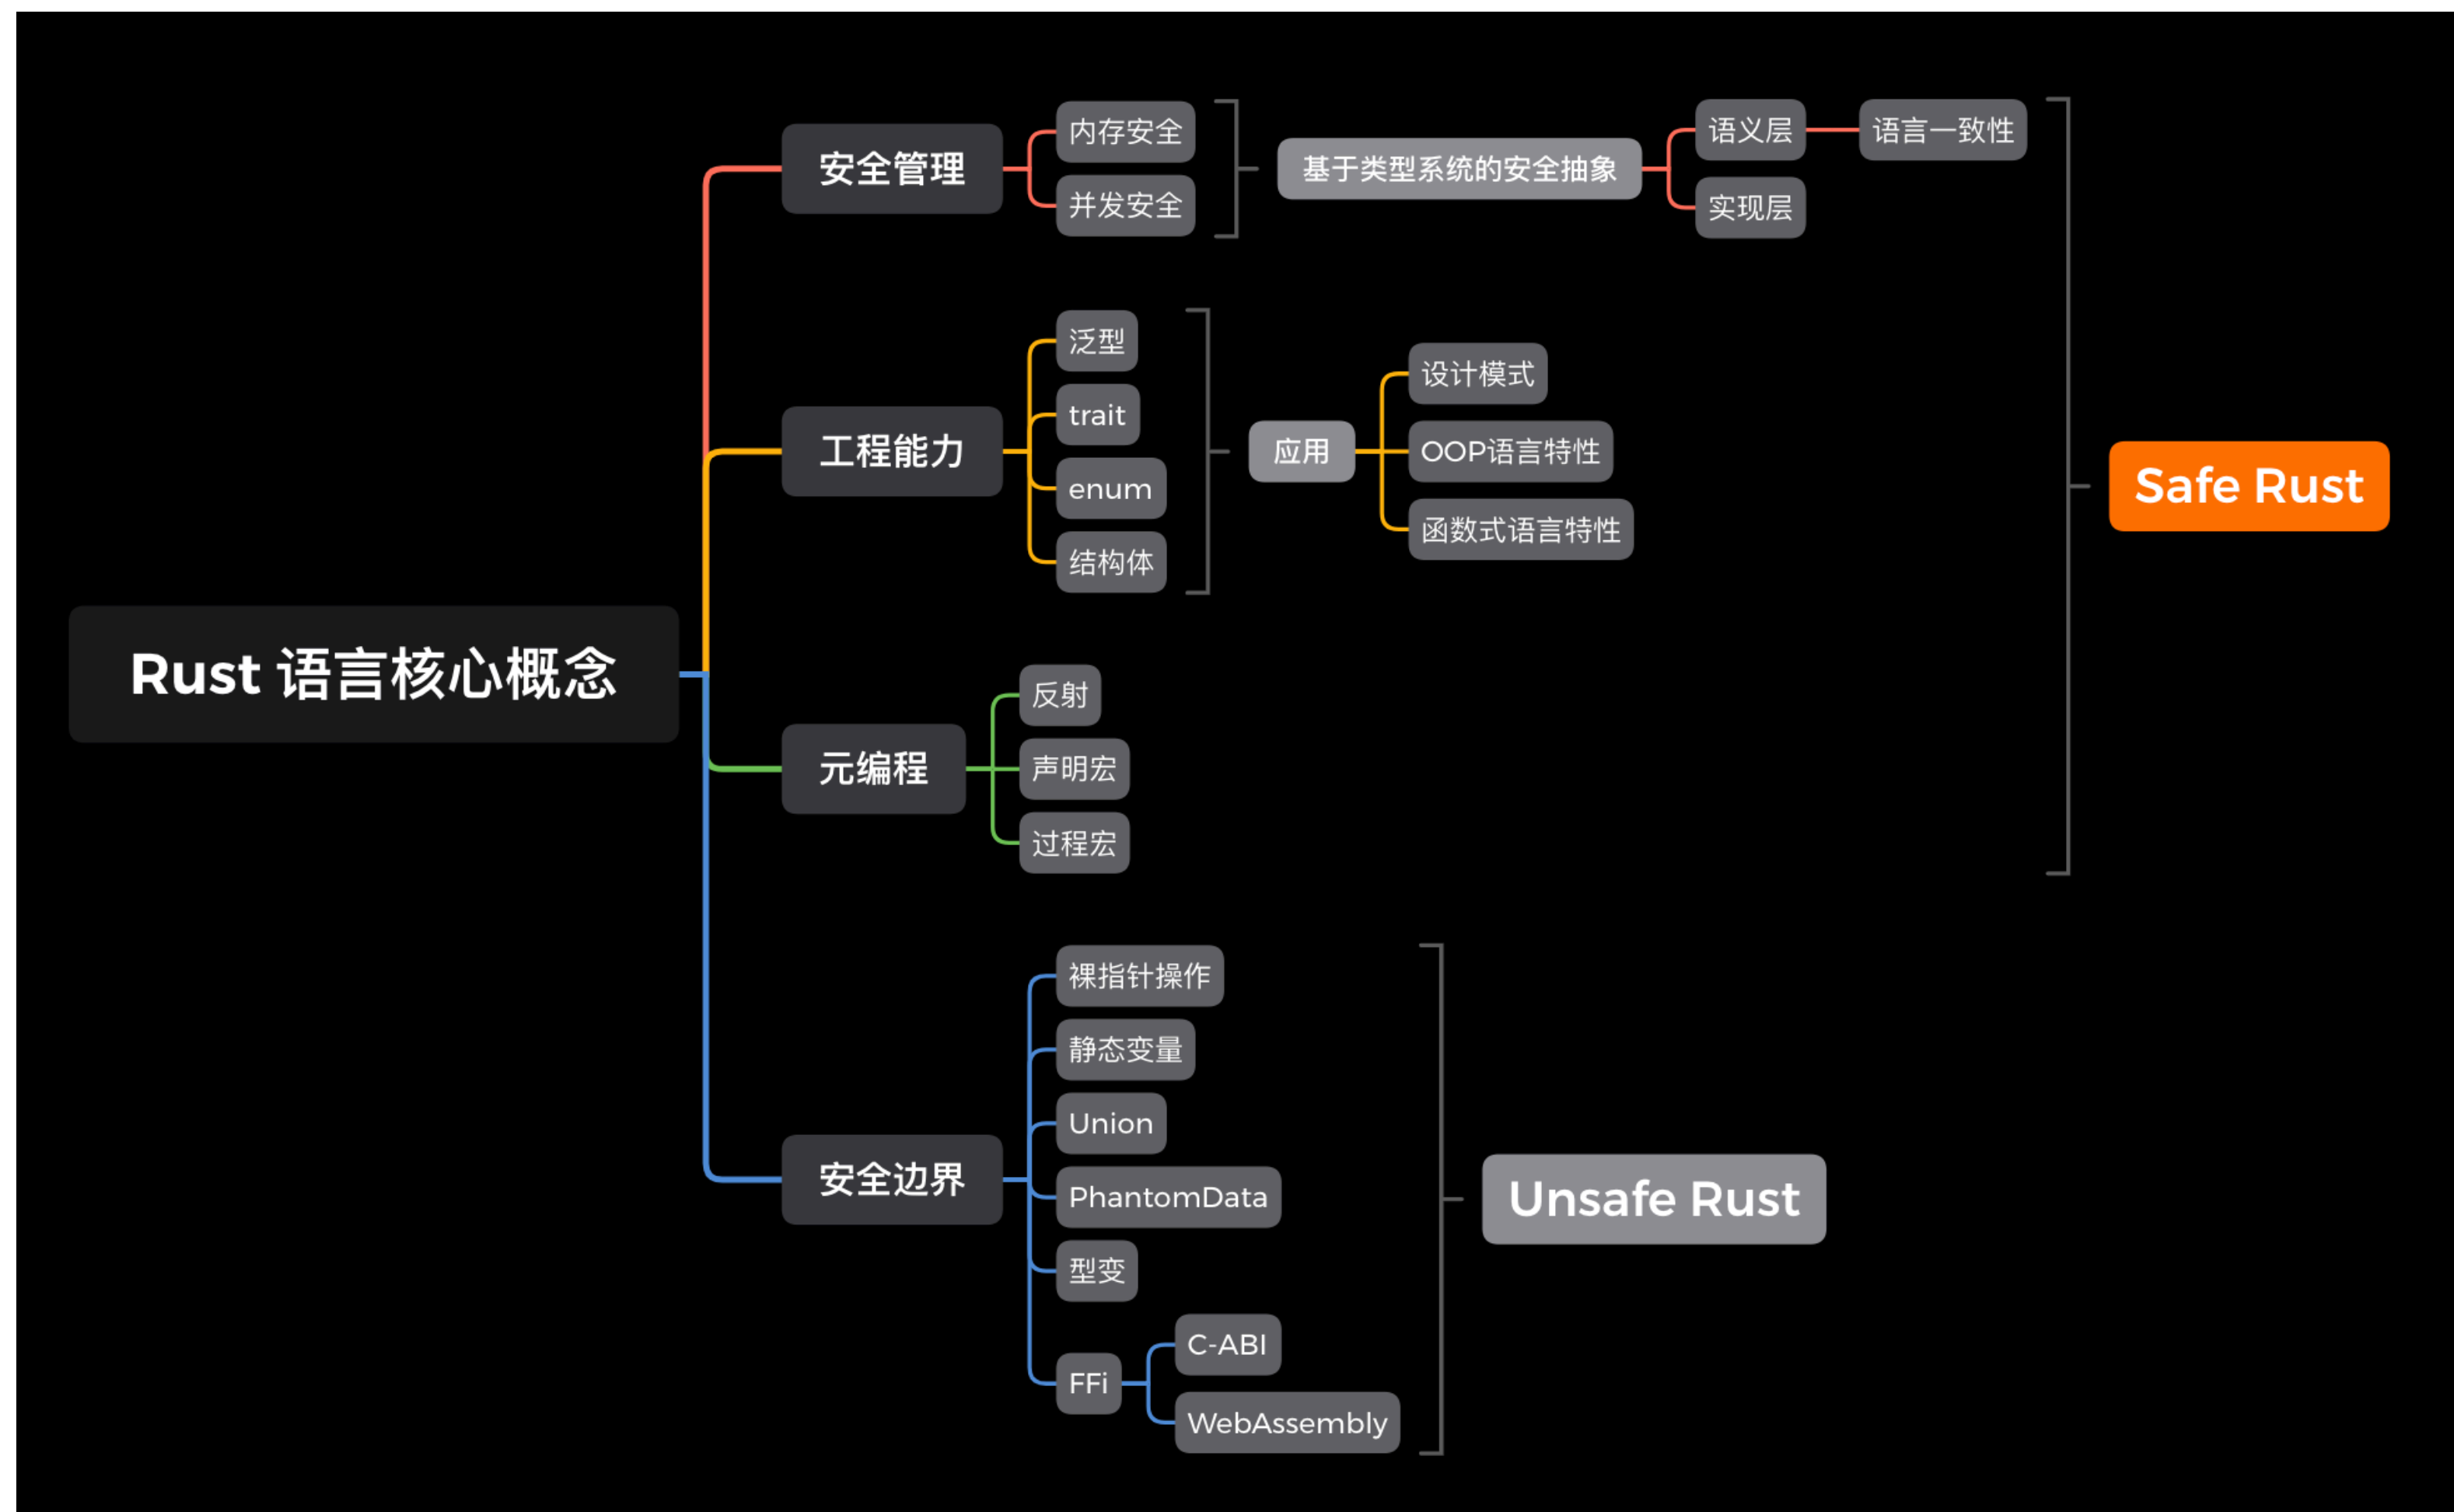 Rust 语言核心概念
安全管理
内存安全
并发安全
基于类型系统的安全抽象
语义层
语言一致性
实现层
工程能力
泛型
trait
enum
结构体
应用
设计模式
OOP语言特性
函数式语言特性
元编程
反射
声明宏
过程宏
Safe Rust
安全边界
裸指针操作
静态变量
Union
PhantomData
型变
FFi
C-ABI
WebAssembly
Unsafe Rust